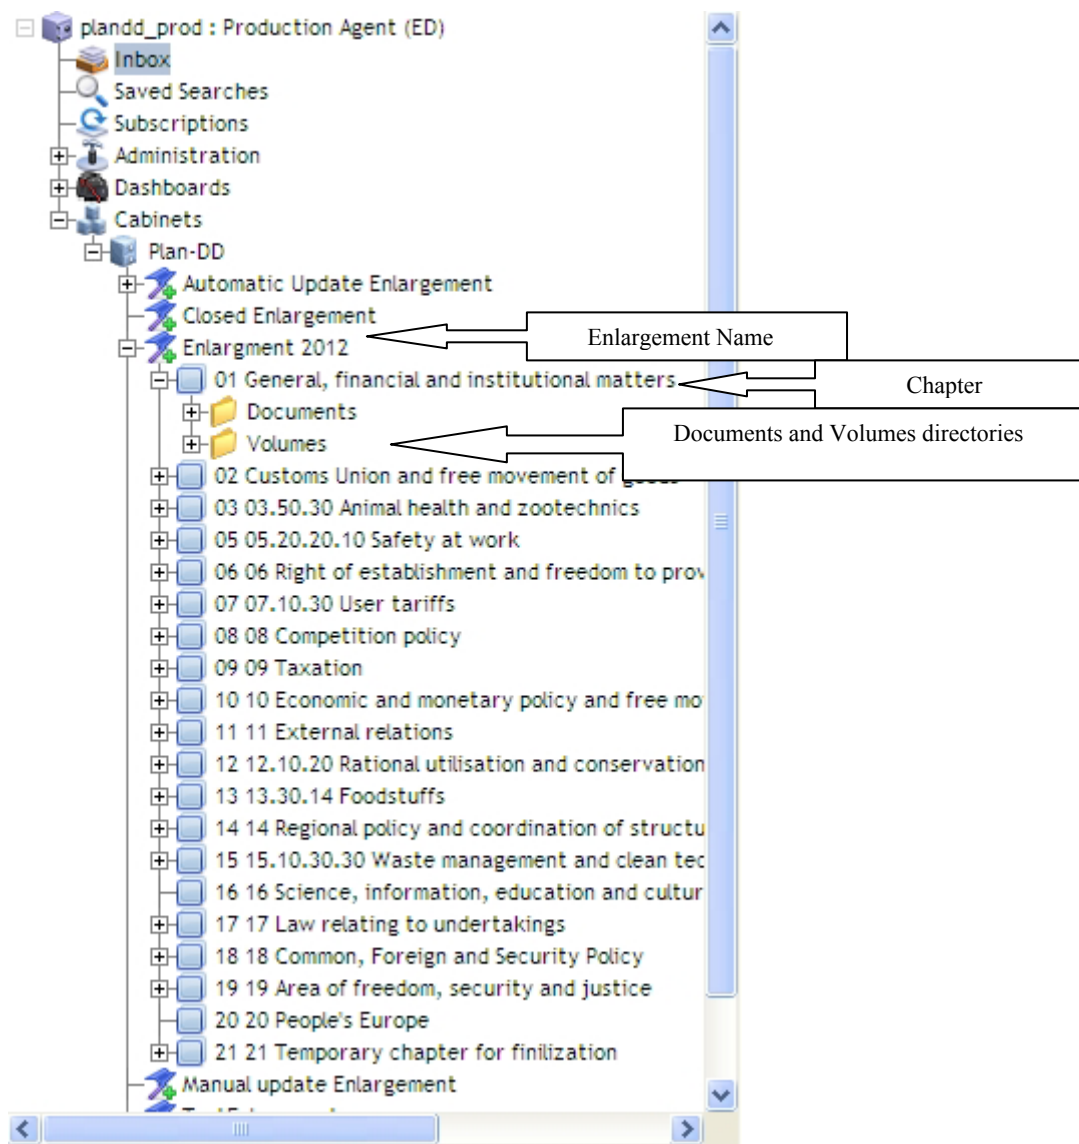 plandd_prod : Production Agent (ED)
Inbox
Saved Searches
Subscriptions
Administration
Dashboards
Cabinets
Plan-DD
Automatic Update Enlargement
Closed Enlargement
Enlargment 2012
Enlargement Name
01 General, financial and institutional matters
Chapter
Documents
Volumes
Documents and Volumes directories
02 Customs Union and free movement of
03 03.50.30 Animal health and zootechnics
05 05.20.20.10 Safety at work
06 06 Right of establishment and freedom to prov
07 07.10.30 User tariffs
08 08 Competition policy
09 09 Taxation
10 10 Economic and monetary policy and free mo
11 11 External relations
12 12.10.20 Rational utilisation and conservation
13 13.30.14 Foodstuffs
14 14 Regional policy and coordination of structu
15 15.10.30.30 Waste management and clean tec
16 16 Science, information, education and cultur
17 17 Law relating to undertakings
18 18 Common, Foreign and Security Policy
19 19 Area of freedom, security and justice
20 20 People's Europe
21 21 Temporary chapter for finilization
Manual update Enlargement